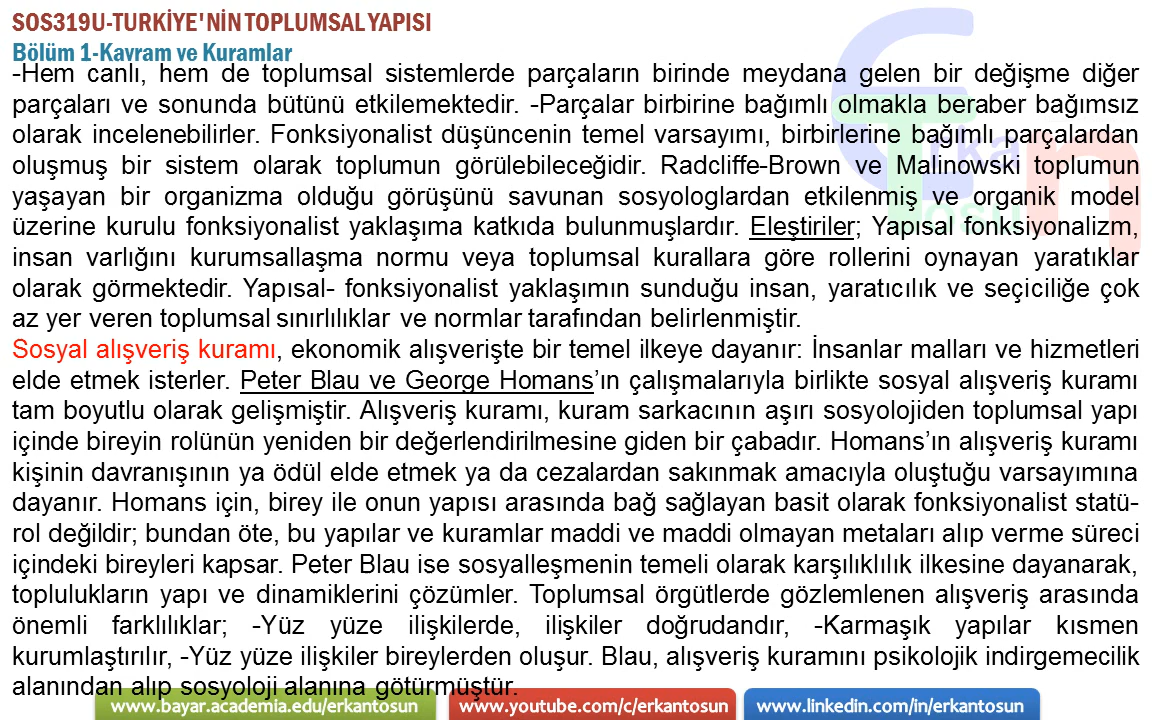 SOS319U-TURKİYE'NİN TOPLUMSAL YAPISI
Bölüm 1-Kavram ve Kuramlar
-Hem canlı, hem de toplumsal sistemlerde parçaların birinde meydana gelen bir değişme diğer
parçaları ve sonunda bütünü etkilemektedir. -Parçalar birbirine bağımlı olmakla beraber bağımsız
olarak incelenebilirler. Fonksiyonalist düşüncenin temel varsayımı, birbirlerine bağımlı parçalardan
oluşmuş bir sistem olarak toplumun görülebileceğidir. Radcliffe-Brown ve Malinowski toplumun
yaşayan bir organizma olduğu görüşünü savunan sosyologlardan etkilenmiş ve organik model
üzerine kurulu fonksiyonalist yaklaşıma katkıda bulunmuşlardır. Eleştiriler; Yapısal fonksiyonalizm,
insan varlığını kurumsallaşma normu veya toplumsal kurallara göre rollerini oynayan yaratıklar
olarak görmektedir. Yapısal- fonksiyonalist yaklaşımın sunduğu insan, yaratıcılık ve seçiciliğe çok
az yer veren toplumsal sınırlılıklar ve normlar tarafından belirlenmiştir.
Sosyal alışveriş kuramı, ekonomik alışverişte bir temel ilkeye dayanır: İnsanlar malları ve hizmetleri
elde etmek isterler. Peter Blau ve George Homans’ın çalışmalarıyla birlikte sosyal alışveriş kuramı
tam boyutlu olarak gelişmiştir. Alışveriş kuramı, kuram sarkacının aşırı sosyolojiden toplumsal yapı
içinde bireyin rolünün yeniden bir değerlendirilmesine giden bir çabadır. Homans’ın alışveriş kuramı
kişinin davranışının ya ödül elde etmek ya da cezalardan sakınmak amacıyla oluştuğu varsayımına
dayanır. Homans için, birey ile onun yapısı arasında bağ sağlayan basit olarak fonksiyonalist statü-
rol değildir; bundan öte, bu yapılar ve kuramlar maddi ve maddi olmayan metaları alıp verme süreci
içindeki bireyleri kapsar. Peter Blau ise sosyalleşmenin temeli olarak karşılıklılık ilkesine dayanarak,
toplulukların yapı ve dinamiklerini çözümler. Toplumsal örgütlerde gözlemlenen alışveriş arasında
önemli farklılıklar; -Yüz yüze ilişkilerde, ilişkiler doğrudandır, -Karmaşık yapılar kısmen
kurumlaştırılır, -Yüz yüze ilişkiler bireylerden oluşur. Blau, alışveriş kuramını psikolojik indirgemecilik
alanından alıp sosyoloji alanına götürmüştür.
www.bayar.academia.edu/erkantosun www.youtube.com/c/erkantosun www.linkedin.com/in/erkantosun